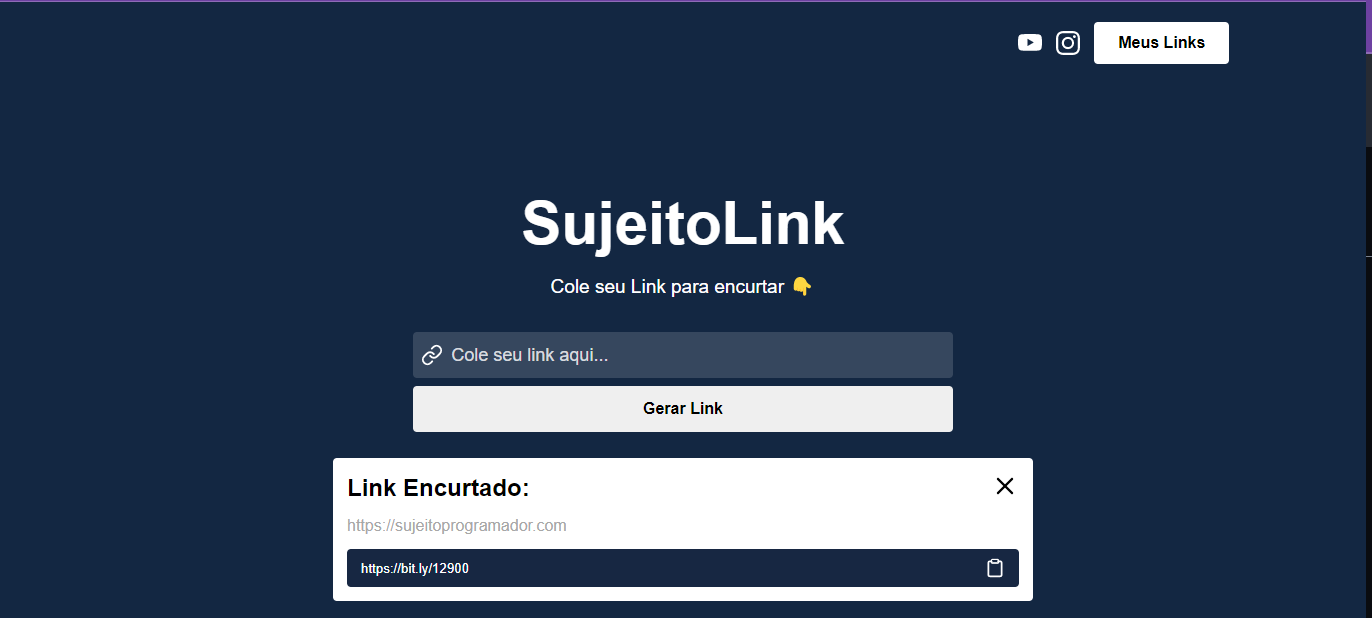 Meus Links
SujeitoLink
Cole seu Link para encurtar 👇
Cole seu link aqui...
Gerar Link
Link Encurtado:
https://sujeitoprogramador.com
https://bit.ly/12900